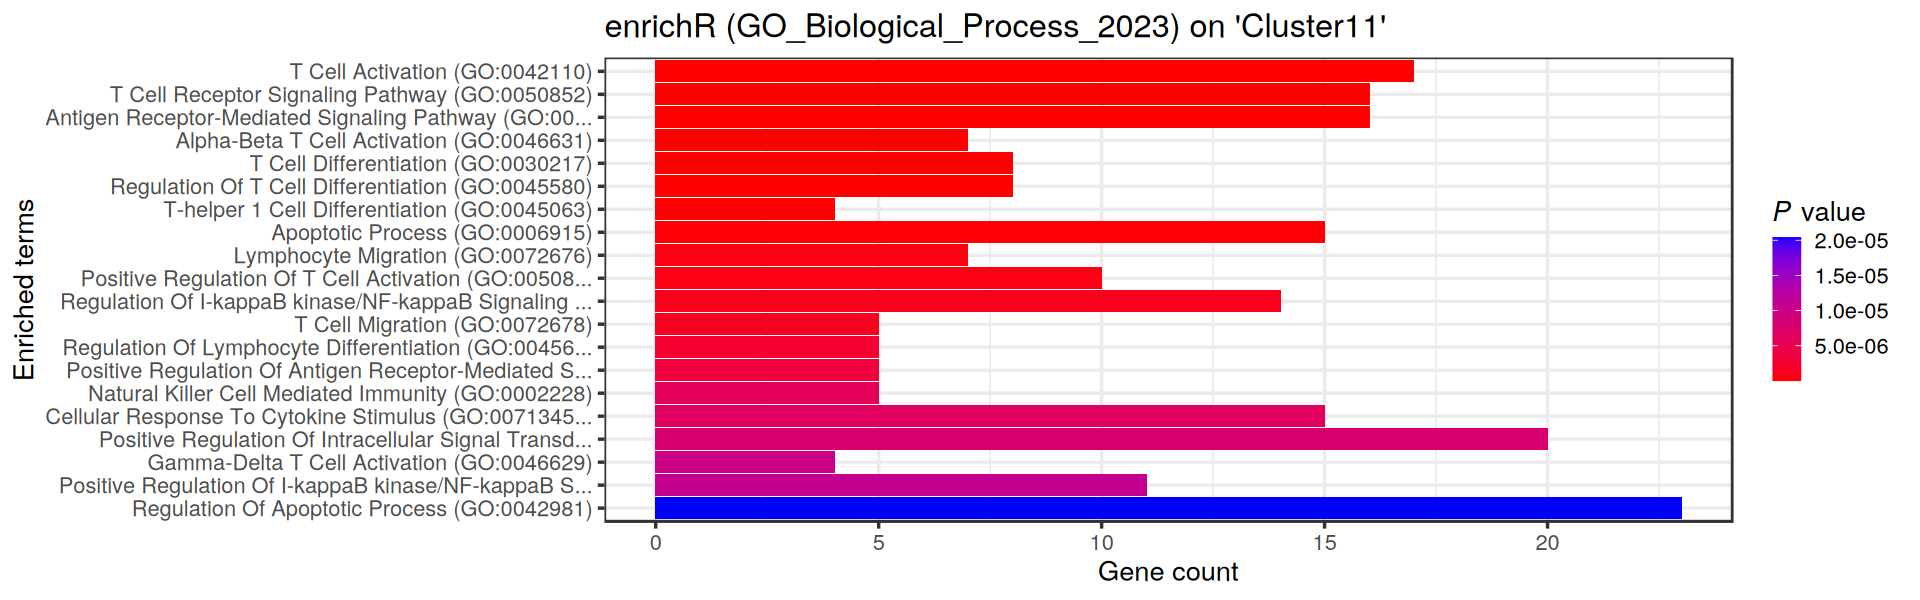 enrichR (GO_Biological_Process_2023) on 'Cluster11'
Enriched terms
T Cell Activation (GO:0042110)
T Cell Receptor Signaling Pathway (GO:0050852)
Antigen Receptor-Mediated Signaling Pathway (GO:00...
Alpha-Beta T Cell Activation (GO:0046631)
T Cell Differentiation (GO:0030217)
Regulation Of T Cell Differentiation (GO:0045580)
T-helper 1 Cell Differentiation (GO:0045063)
Apoptotic Process (GO:0006915)
Lymphocyte Migration (GO:0072676)
Positive Regulation Of T Cell Activation (GO:00508...
Regulation Of I-kappaB kinase/NF-kappaB Signaling ...
T Cell Migration (GO:0072678)
Regulation Of Lymphocyte Differentiation (GO:00456...
Positive Regulation Of Antigen Receptor-Mediated S...
Natural Killer Cell Mediated Immunity (GO:0002228)
Cellular Response To Cytokine Stimulus (GO:0071345...
Positive Regulation Of Intracellular Signal Transd...
Gamma-Delta T Cell Activation (GO:0046629)
Positive Regulation Of I-kappaB kinase/NF-kappaB S...
Regulation Of Apoptotic Process (GO:0042981)
0 5 10 15 20
Gene count
P value
2.0e-05
1.5e-05
1.0e-05
5.0e-06